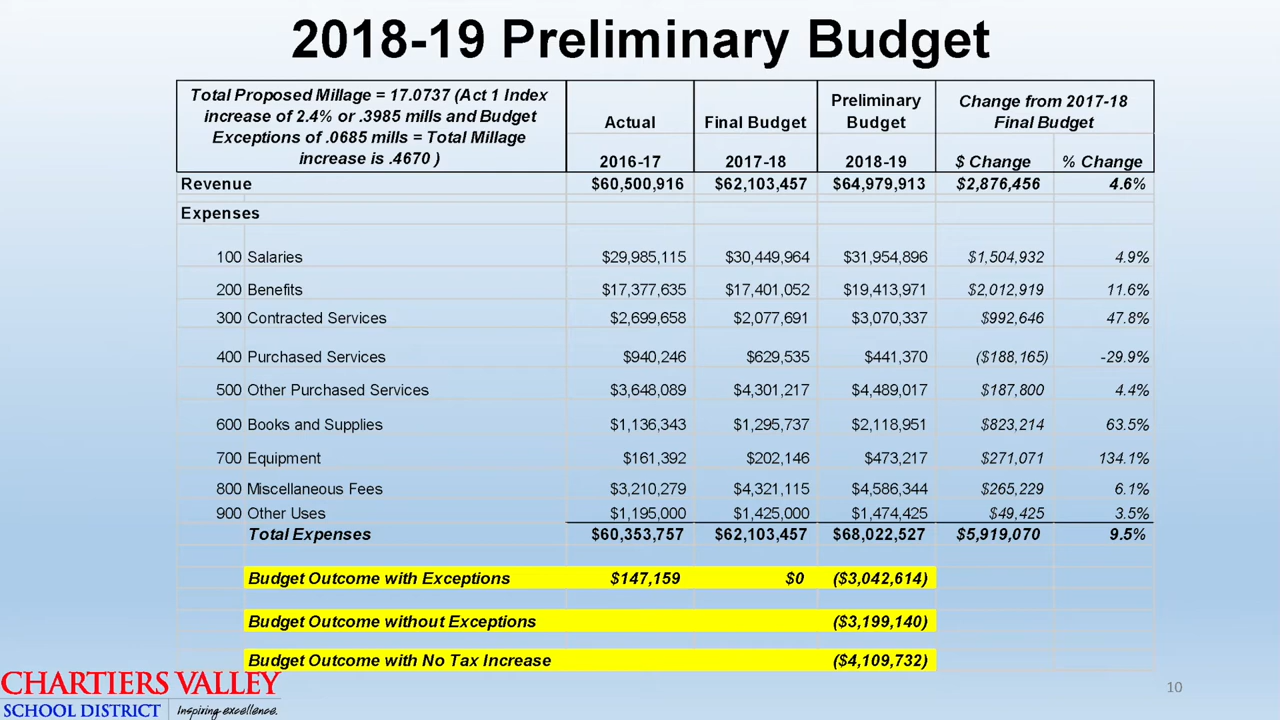 2018-19 Preliminary Budget
Total Proposed Millage = 17.0737 (Act 1 Index
increase of 2.4% or .3985 mills and Budget
Exceptions of .0685 mills = Total Millage
increase is .4670 )
Actual Final Budget Preliminary Budget Change from 2017-18 Final Budget
2016-17 2017-18 2018-19 $ Change % Change
Revenue $60,500,916 $62,103,457 $64,979,913 $2,876,456 4.6%
Expenses
100 Salaries $29,985,115 $30,449,964 $31,954,896 $1,504,932 4.9%
200 Benefits $17,377,635 $17,401,052 $19,413,971 $2,012,919 11.6%
300 Contracted Services $2,699,658 $2,077,691 $3,070,337 $992,646 47.8%
400 Purchased Services $940,246 $629,535 $441,370 ($188,165) -29.9%
500 Other Purchased Services $3,648,089 $4,301,217 $4,489,017 $187,800 4.4%
600 Books and Supplies $1,136,343 $1,295,737 $2,118,951 $823,214 63.5%
700 Equipment $161,392 $202,146 $473,217 $271,071 134.1%
800 Miscellaneous Fees $3,210,279 $4,321,115 $4,586,344 $265,229 6.1%
900 Other Uses $1,195,000 $1,425,000 $1,474,425 $49,425 3.5%
Total Expenses $60,353,757 $62,103,457 $68,022,527 $5,919,070 9.5%
Budget Outcome with Exceptions $147,159 $0 ($3,042,614)
Budget Outcome without Exceptions ($3,199,140)
Budget Outcome with No Tax Increase ($4,109,732)
CHARTIERS VALLEY
SCHOOL DISTRICT Inspiring excellence.
10